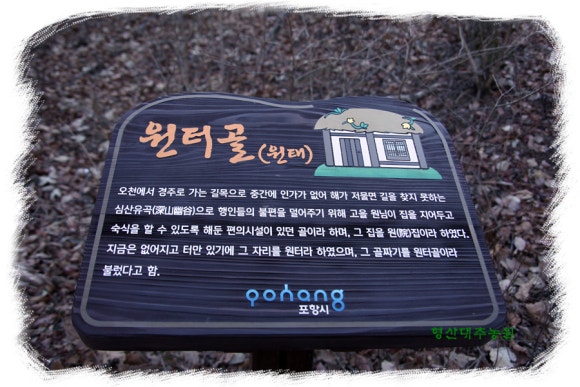 원터골(원태)
오천에서 경주로 가는 길목으로 중간에 인가가 없어 해가 저물면 길을 찾지 못하는
심산유곡(深山幽谷)으로 행인들의 불편을 덜어주기 위해 고을 원님이 집을 지어두고
숙식을 할 수 있도록 해둔 편의시설이 있던 골이라 하며, 그 집을 원(院)집이라 하였다.
지금은 없어지고 터만 있기에 그 자리를 원터라 하였으며, 그 골짜기를 원터골이라
불렀다고 함.
pohang
포항시
형산대추농원